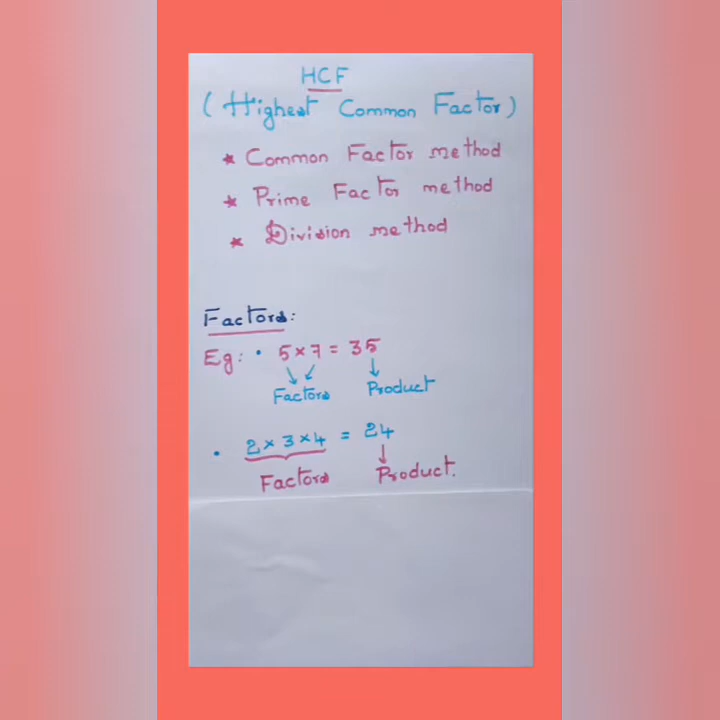 HCF
(Highest Common Factor)
★ Common Factor method
★ Prime Factor method
★ Division method
Factors:
Eg: • 5 × 7 = 35
↘ ↙ ↓
Factors Product
• 2 × 3 × 4 = 24
↓
Factors Product.